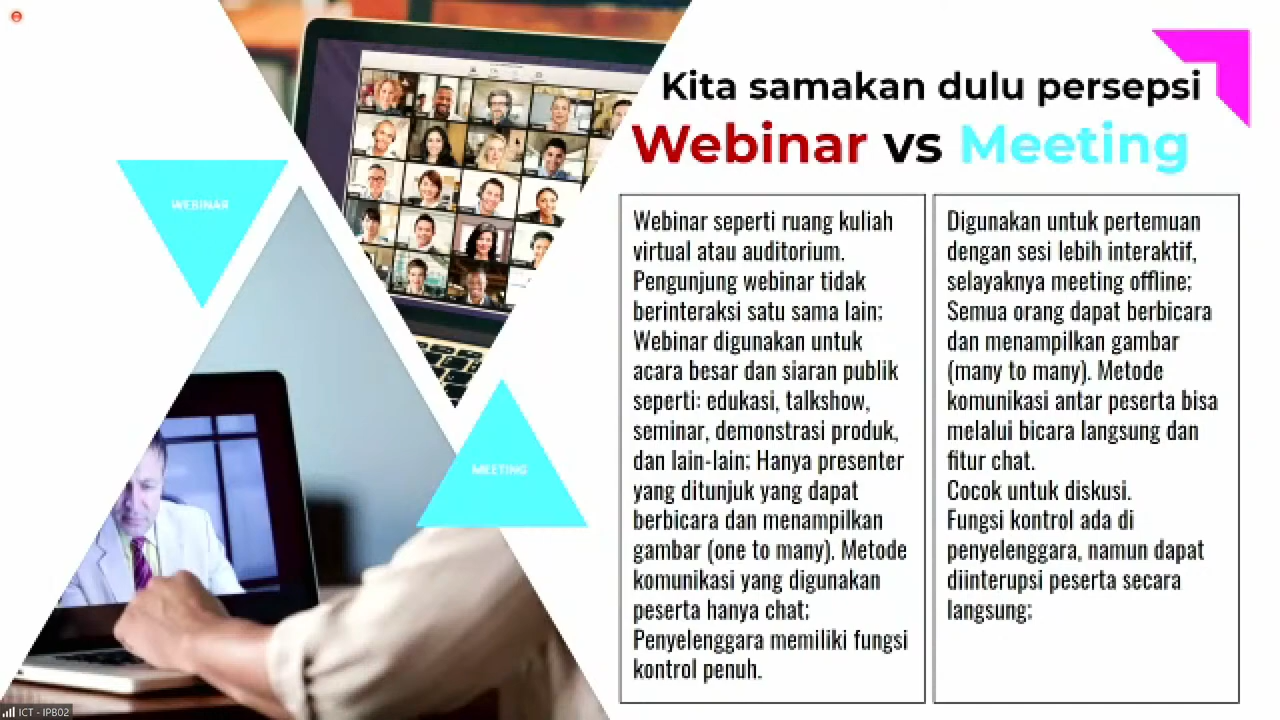 Kita samakan dulu persepsi
Webinar vs Meeting
WEBINAR
MEETING
Webinar seperti ruang kuliah
virtual atau auditorium.
Pengunjung webinar tidak
berinteraksi satu sama lain;
Webinar digunakan untuk
acara besar dan siaran publik
seperti: edukasi, talkshow,
seminar, demonstrasi produk,
dan lain-lain; Hanya presenter
yang ditunjuk yang dapat
berbicara dan menampilkan
gambar (one to many). Metode
komunikasi yang digunakan
peserta hanya chat;
Penyelenggara memiliki fungsi
kontrol penuh.
Digunakan untuk pertemuan
dengan sesi lebih interaktif,
selayaknya meeting offline;
Semua orang dapat berbicara
dan menampilkan gambar
(many to many). Metode
komunikasi antar peserta bisa
melalui bicara langsung dan
fitur chat.
Cocok untuk diskusi.
Fungsi kontrol ada di
penyelenggara, namun dapat
diinterupsi peserta secara
langsung;
ICT - IPB02